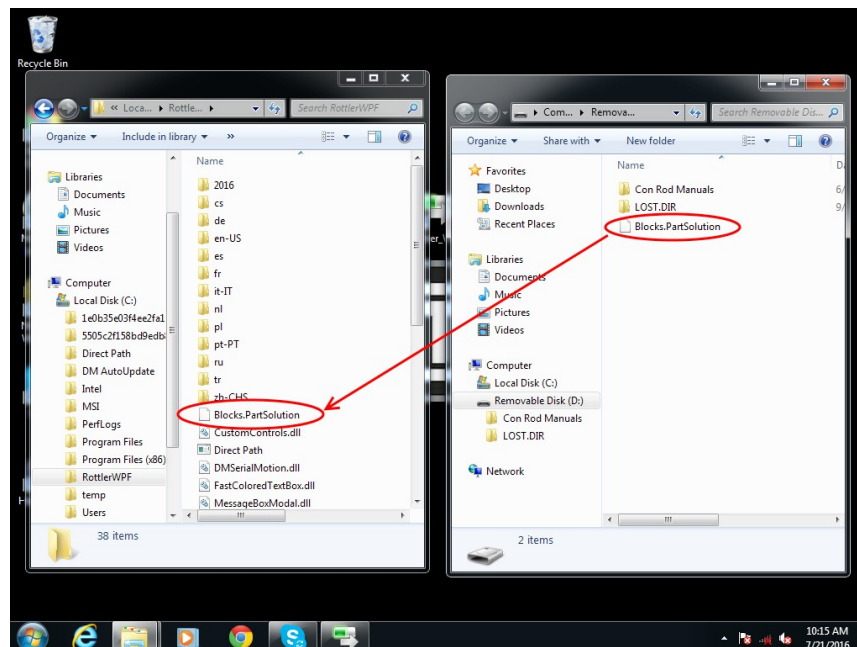 Recycle Bin
« Loca... ▸ Rottle... ▸
Search RottlerWPF
Organize
Include in library
»
Libraries
Documents
Music
Pictures
Videos
Computer
Local Disk (C:)
1e0b35e03f4ee2fa1
5505c2f158bd9edb
Direct Path
DM AutoUpdate
Intel
MSI
PerfLogs
Program Files
Program Files (x86)
RottlerWPF
temp
Users
Name
2016
cs
de
en-US
es
fr
it-IT
nl
pl
pt-PT
ru
tr
zh-CHS
Blocks.PartSolution
CustomControls.dll
Direct Path
DMSerialMotion.dll
FastColoredTextBox.dll
MessageBoxModal.dll
38 items
▸ Com... ▸ Remova...
Search Removable Dis...
Organize
Share with
New folder
Favorites
Desktop
Downloads
Recent Places
Libraries
Documents
Music
Pictures
Videos
Computer
Local Disk (C:)
Removable Disk (D:)
Con Rod Manuals
LOST.DIR
Network
Name
Con Rod Manuals
6/
LOST.DIR
9/
Blocks.PartSolution
2 items
10:15 AM
7/21/2016